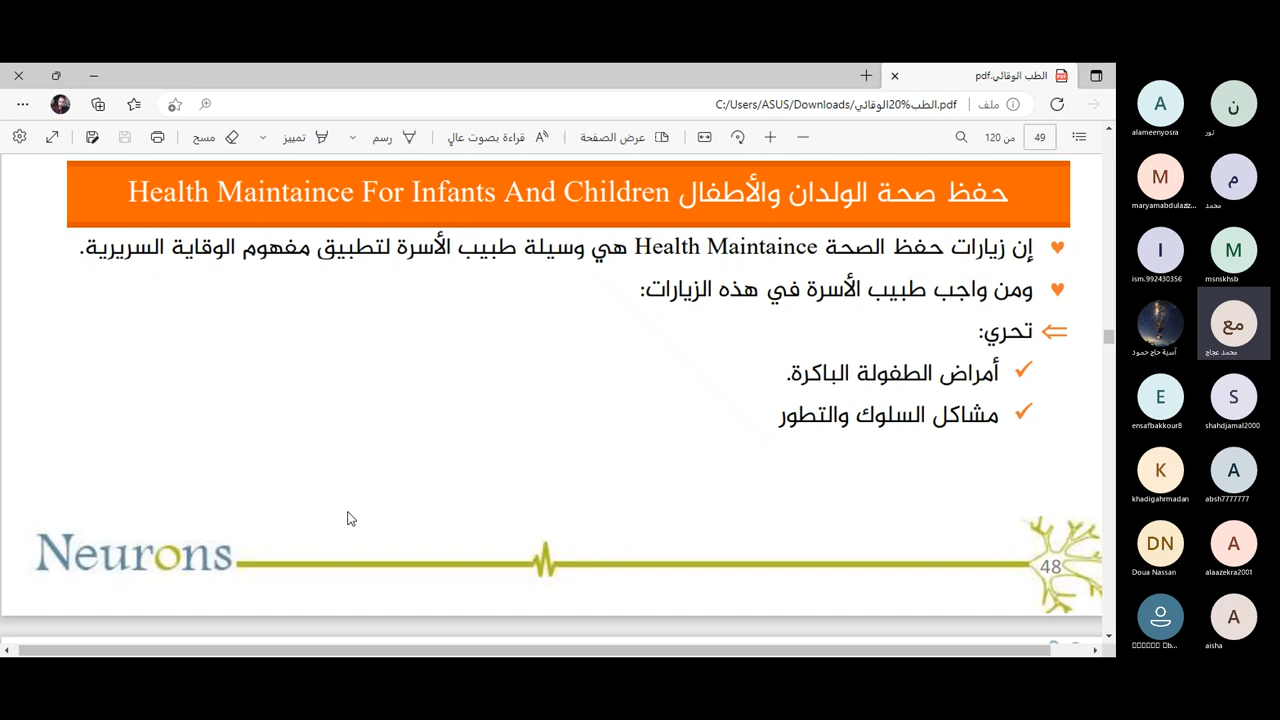 الطب الوقائي.pdf
ملف C:/Users/ASUS/Downloads/الطب%20الوقائي.pdf
49 من 120
عرض الصفحة
قراءة بصوت عالٍ
رسم
تمييز
مسح
حفظ صحة الولدان والأطفال Health Maintaince For Infants And Children
إن زيارات حفظ الصحة Health Maintaince هي وسيلة طبيب الأسرة لتطبيق مفهوم الوقاية السريرية.
ومن واجب طبيب الأسرة في هذه الزيارات:
تحري:
أمراض الطفولة الباكرة.
مشاكل السلوك والتطور
Neurons
48
A
alameenyosra
ن
نور
M
maryamabdulaziz...
م
محمد
I
ism.992430356
M
msnskhsb
آسية حاج حمود
مع
محمد عجاج
E
ensafbakkour8
S
shahdjamal2000
K
khadigahrmadan
A
absh7777777
DN
Doua Nassan
A
alaazekra2001
A
aisha